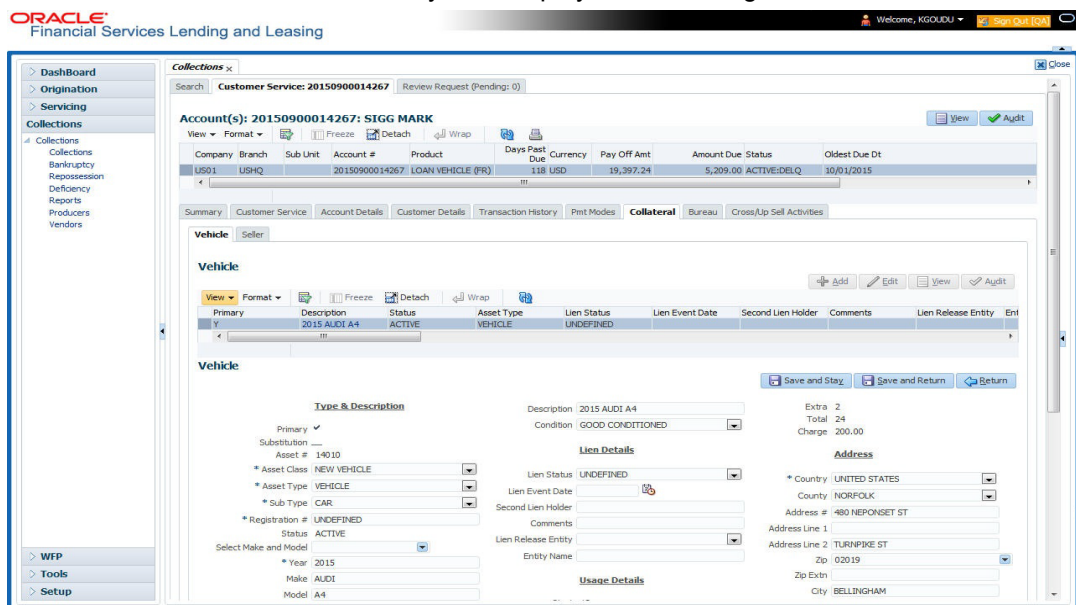 ORACLE
Financial Services Lending and Leasing
Welcome, KGOUDU
Sign Out [QA]
Close
DashBoard
Origination
Servicing
Collections
Collections
Collections
Bankruptcy
Repossession
Deficiency
Reports
Producers
Vendors
WFP
Tools
Setup
Collections x
Search Customer Service: 20150900014267 Review Request (Pending: 0)
Account(s): 20150900014267: SIGG MARK
View Audit
View Format Freeze Detach Wrap
Company Branch Sub Unit Account # Product Days Past Due Currency Pay Off Amt Amount Due Status Oldest Due Dt
US01 USHQ 20150900014267 LOAN VEHICLE (FR) 118 USD 19,397.24 5,209.00 ACTIVE:DELQ 10/01/2015
Summary Customer Service Account Details Customer Details Transaction History Pmt Modes Collateral Bureau Cross/Up Sell Activities
Vehicle Seller
Vehicle
Add Edit View Audit
View Format Freeze Detach Wrap
Primary Description Status Asset Type Lien Status Lien Event Date Second Lien Holder Comments Lien Release Entity Ent
Y 2015 AUDI A4 ACTIVE VEHICLE UNDEFINED
Vehicle
Save and Stay Save and Return Return
Type & Description
Primary
Substitution
Asset # 14010
* Asset Class NEW VEHICLE
* Asset Type VEHICLE
* Sub Type CAR
* Registration # UNDEFINED
Status ACTIVE
Select Make and Model
* Year 2015
Make AUDI
Model A4
Description 2015 AUDI A4
Condition GOOD CONDITIONED
Lien Details
Lien Status UNDEFINED
Lien Event Date
Second Lien Holder
Comments
Lien Release Entity
Entity Name
Usage Details
Extra 2
Total 24
Charge 200.00
Address
* Country UNITED STATES
County NORFOLK
Address # 480 NEPONSET ST
Address Line 1
Address Line 2 TURNPIKE ST
Zip 02019
Zip Extn
City BELLINGHAM